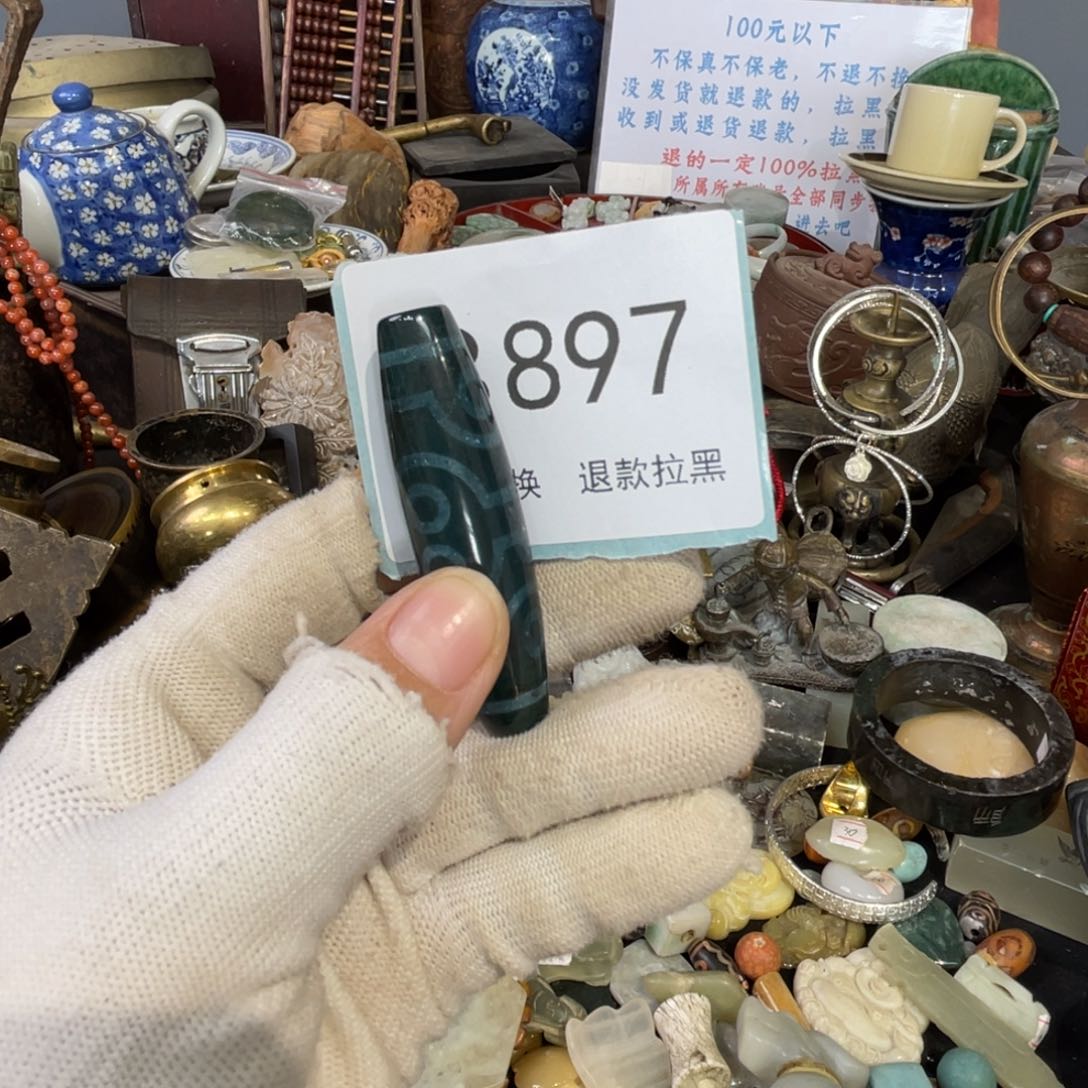 100元以下
不保真不保老，不退不换
没发货就退款的，拉黑
收到或退货退款，拉黑
退的一定100%拉
所属所有
全部同步
进去吧
897
换 退款拉黑
30